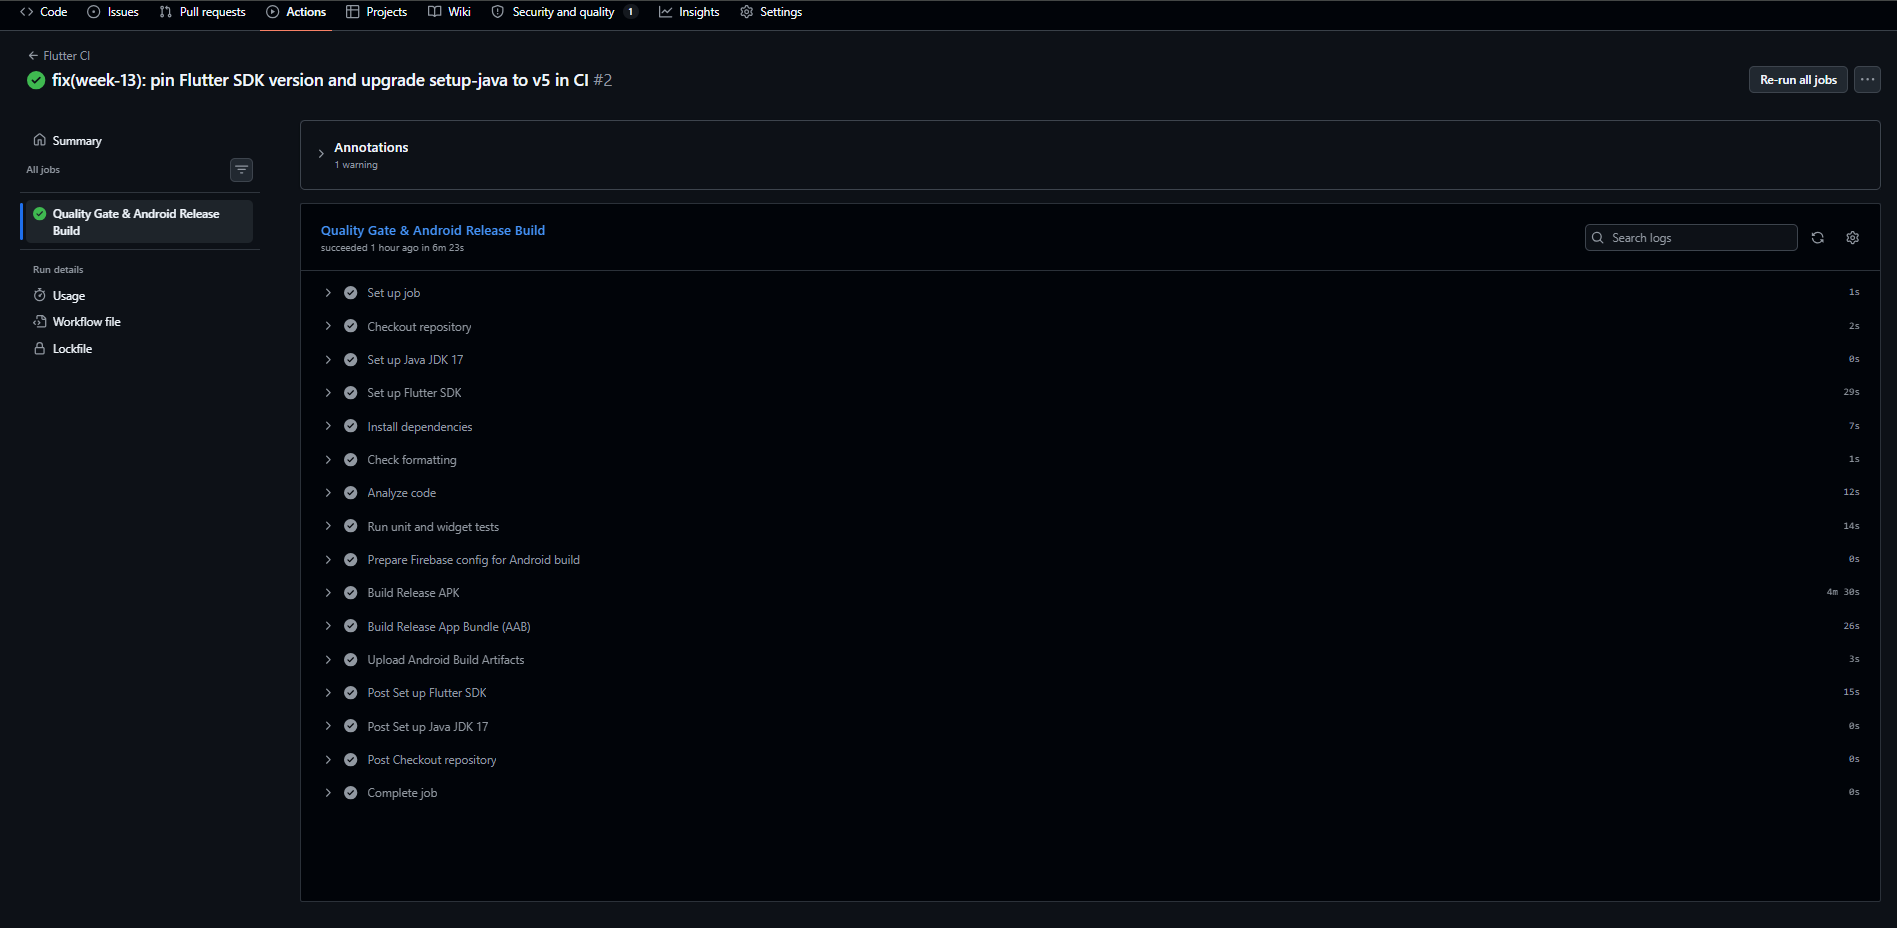 Code Issues Pull requests Actions Projects Wiki Security and quality 1 Insights Settings
Flutter CI
fix(week-13): pin Flutter SDK version and upgrade setup-java to v5 in CI #2
Re-run all jobs
Summary
All jobs
Quality Gate & Android Release
Build
Run details
Usage
Workflow file
Lockfile
Annotations
1 warning
Quality Gate & Android Release Build
succeeded 1 hour ago in 6m 23s
Search logs
Set up job 1s
Checkout repository 2s
Set up Java JDK 17 0s
Set up Flutter SDK 29s
Install dependencies 7s
Check formatting 1s
Analyze code 12s
Run unit and widget tests 14s
Prepare Firebase config for Android build 0s
Build Release APK 4m 30s
Build Release App Bundle (AAB) 26s
Upload Android Build Artifacts 3s
Post Set up Flutter SDK 15s
Post Set up Java JDK 17 0s
Post Checkout repository 0s
Complete job 0s